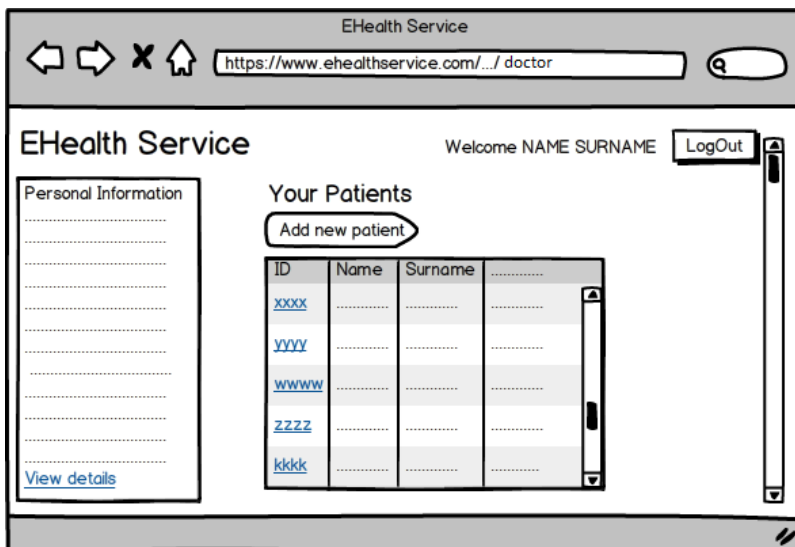 EHealth Service
https://www.ehealthservice.com/.../ doctor
EHealth Service
Welcome NAME SURNAME
LogOut
Personal Information
View details
Your Patients
Add new patient
ID Name Surname ............
xxxx ............ ............ ............
yyyy ............ ............ ............
wwww ............ ............ ............
zzzz ............ ............ ............
kkkk ............ ............ ............